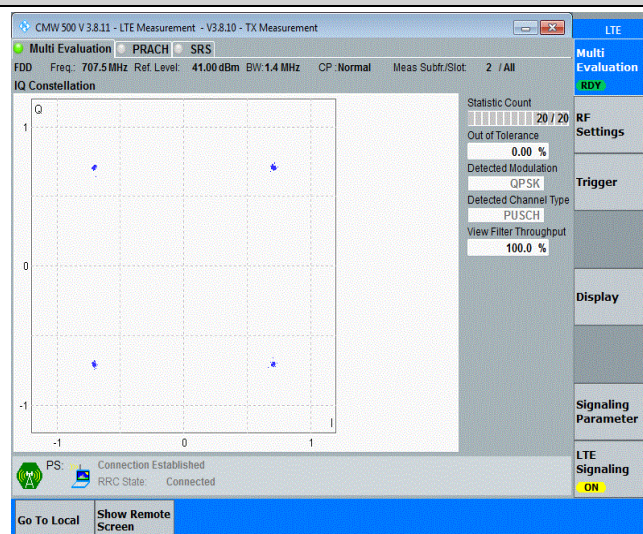 CMW 500 V 3.8.11 - LTE Measurement - V3.8.10 - TX Measurement
LTE
Multi Evaluation PRACH SRS
FDD Freq.: 707.5 MHz Ref. Level: 41.00 dBm BW: 1.4 MHz CP : Normal Meas Subfr./Slot: 2 / All
IQ Constellation
Q
1
0
-1
I
-1 0 1
Statistic Count
20 / 20
Out of Tolerance
0.00 %
Detected Modulation
QPSK
Detected Channel Type
PUSCH
View Filter Throughput
100.0 %
Multi
Evaluation
RDY
RF
Settings
Trigger
Display
Signaling
Parameter
LTE
Signaling
ON
PS: Connection Established
RRC State: Connected
Go To Local
Show Remote
Screen